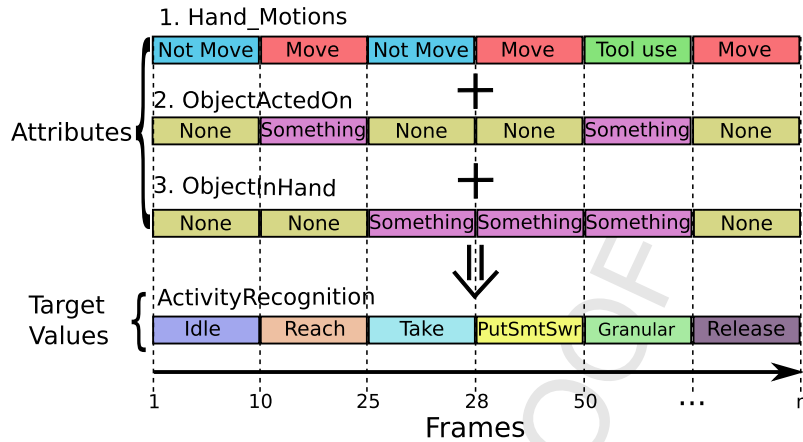 1. Hand_Motions
Not Move Move Not Move Move Tool use Move
2. ObjectActedOn
Attributes
None Something None None Something None
3. ObjectInHand
None None Something Something Something None
Target
Values
ActivityRecognition
Idle Reach Take PutSmtSwr Granular Release
1 10 25 28 50 ... n
Frames